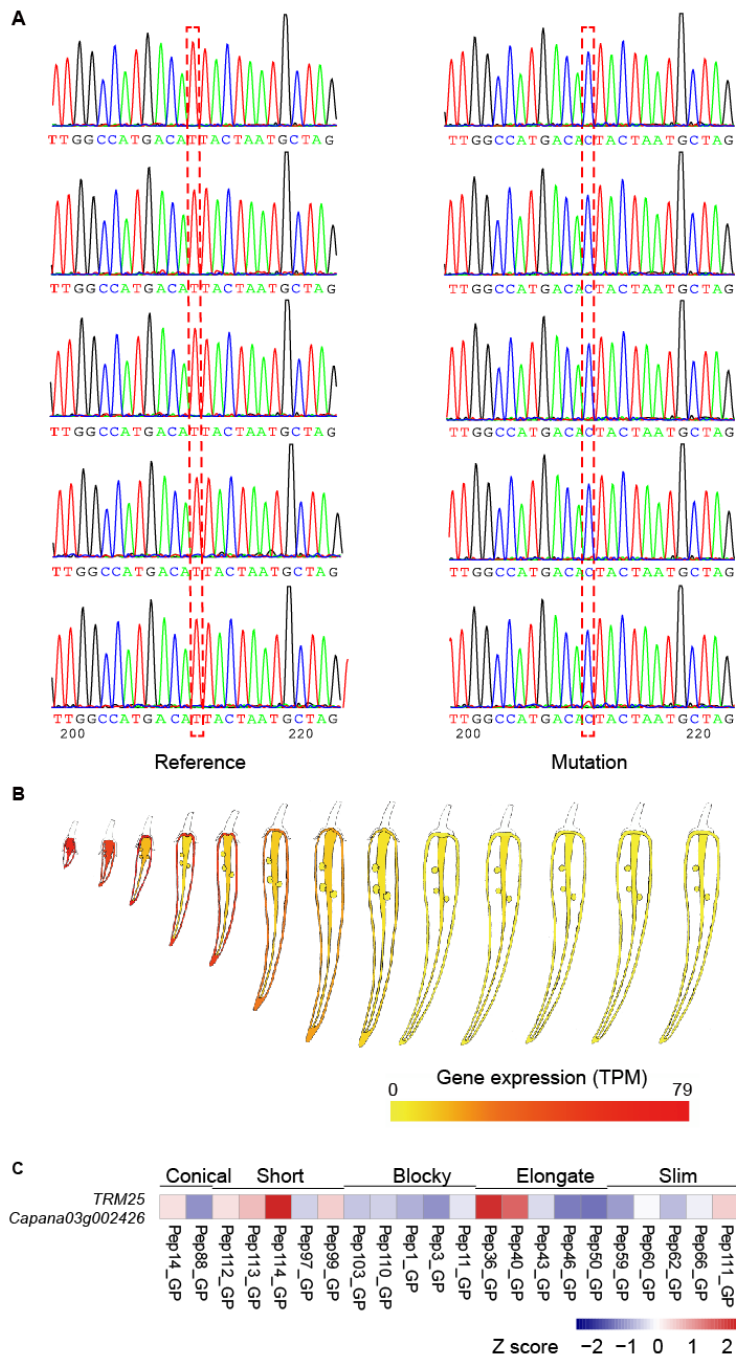 A
TTGGCCATGACATTACTAATGCTAG
TTGGCCATGACACTACTAATGCTAG
TTGGCCATGACATTACTAATGCTAG
TTGGCCATGACACTACTAATGCTAG
TTGGCCATGACATTACTAATGCTAG
TTGGCCATGACACTACTAATGCTAG
TTGGCCATGACATTACTAATGCTAG
TTGGCCATGACACTACTAATGCTAG
TTGGCCATGACATTACTAATGCTAG
TTGGCCATGACACTACTAATGCTAG
200 220 200 220
Reference Mutation
B
0 Gene expression (TPM) 79
C
Conical Short Blocky Elongate Slim
TRM25
Capana03g002426
Pep14_GP
Pep88_GP
Pep112_GP
Pep113_GP
Pep114_GP
Pep97_GP
Pep99_GP
Pep103_GP
Pep110_GP
Pep1_GP
Pep3_GP
Pep11_GP
Pep36_GP
Pep40_GP
Pep43_GP
Pep46_GP
Pep50_GP
Pep59_GP
Pep60_GP
Pep62_GP
Pep66_GP
Pep111_GP
Z score −2 −1 0 1 2